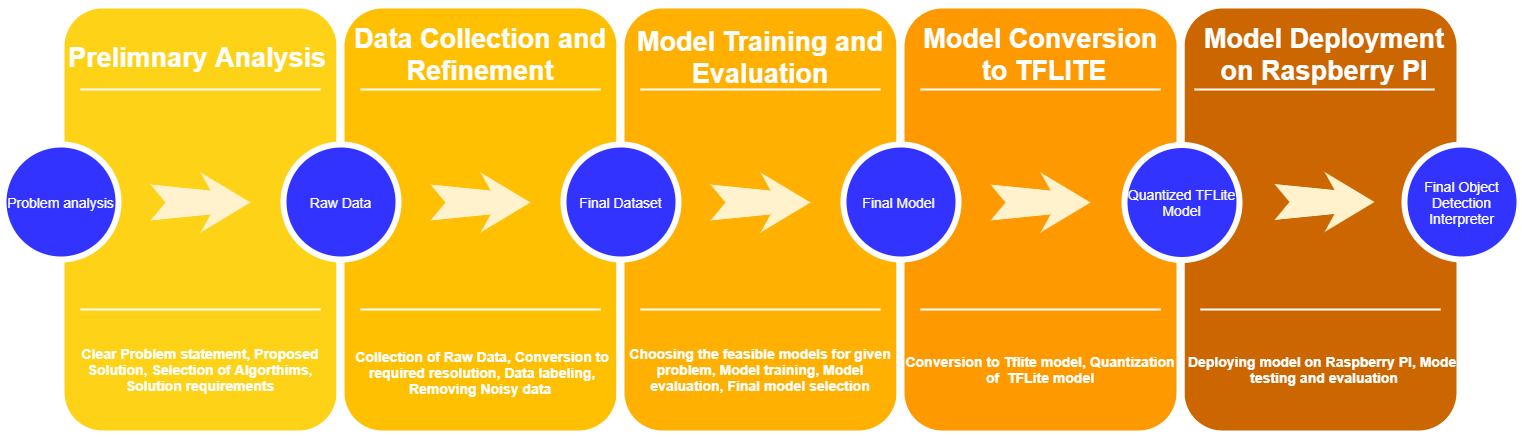 Prelimnary Analysis
Data Collection and
Refinement
Model Training and
Evaluation
Model Conversion
to TFLITE
Model Deployment
on Raspberry PI
Problem analysis
Raw Data
Final Dataset
Final Model
Quantized TFLite
Model
Final Object
Detection
Interpreter
Clear Problem statement, Proposed
Solution, Selection of Algorthims,
Solution requirements
Collection of Raw Data, Conversion to
required resolution, Data labeling,
Removing Noisy data
Choosing the feasible models for given
problem, Model training, Model
evaluation, Final model selection
Conversion to Tflite model, Quantization
of TFLite model
Deploying model on Raspberry PI, Mode
testing and evaluation